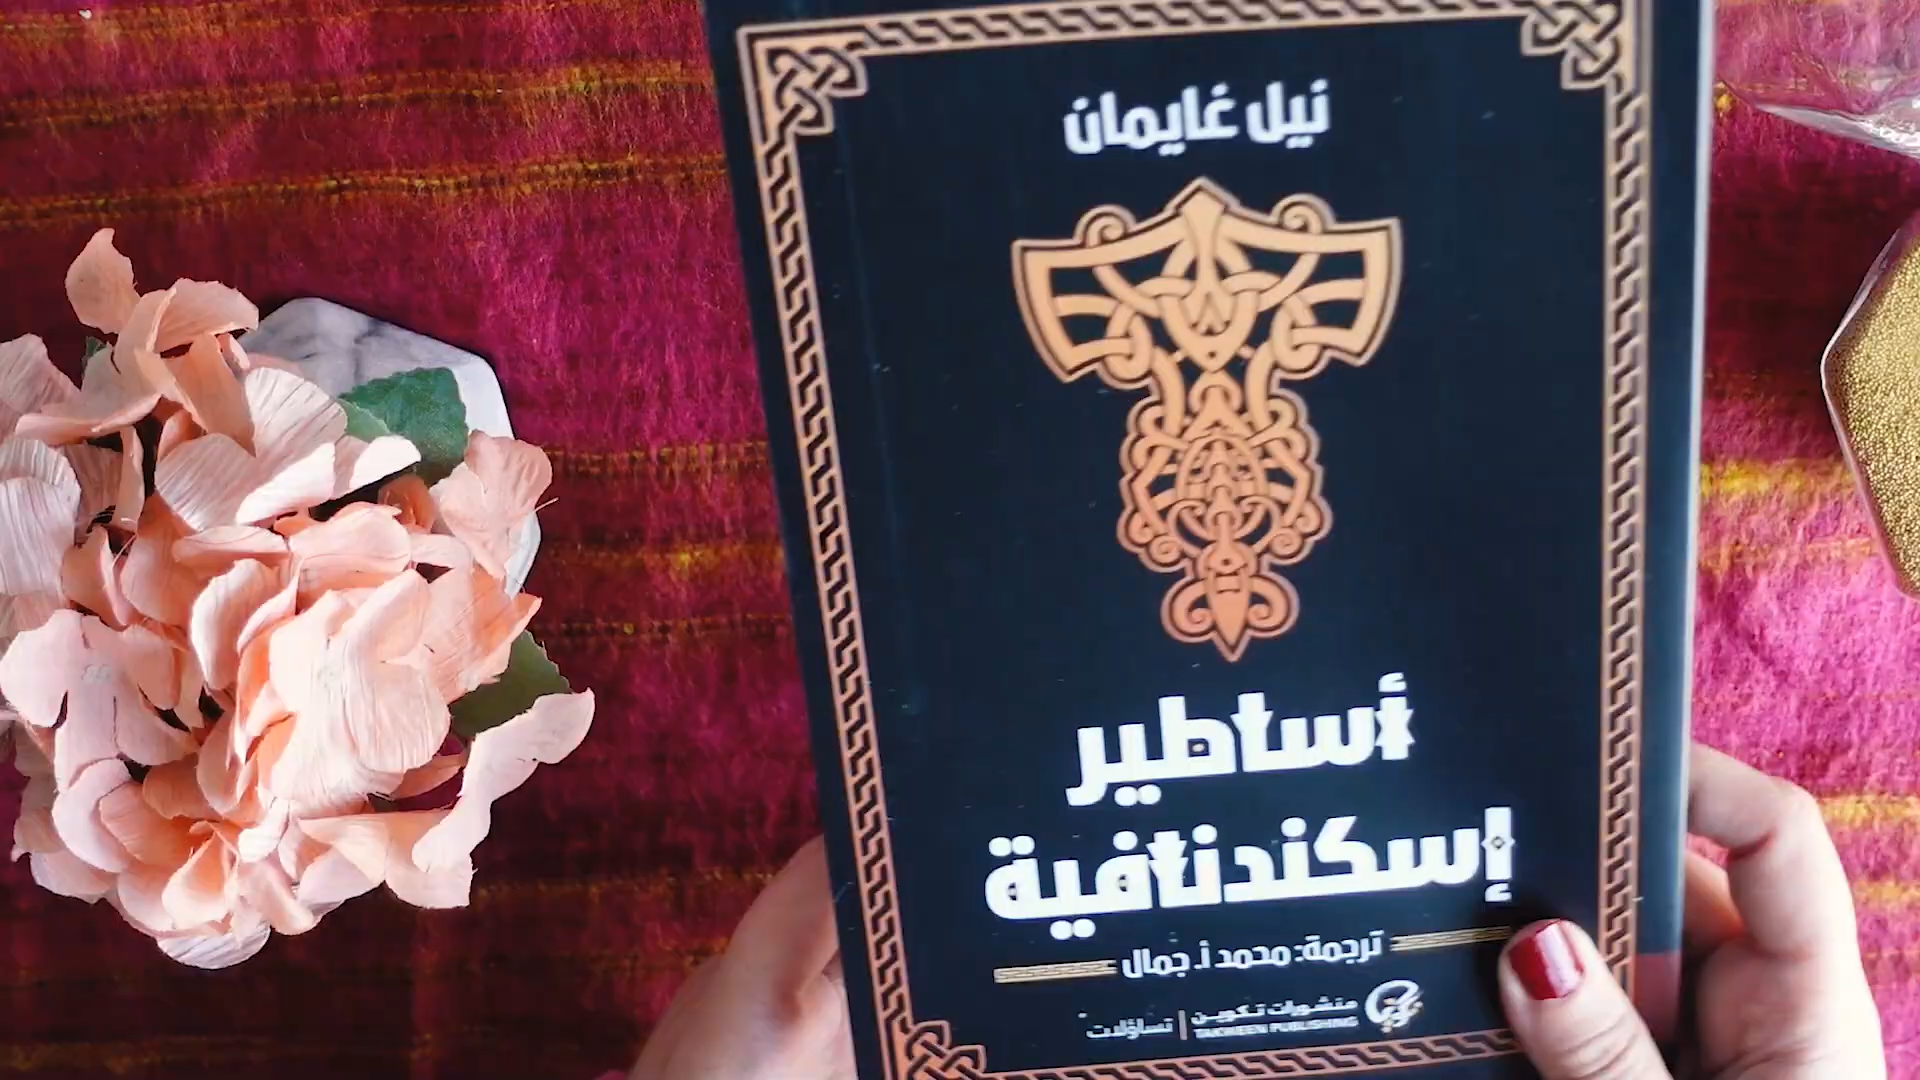 نيل غايمان
أساطير
إسكندنافية
ترجمة: محمد أ. جمال
منشورات تكوين | تساؤلات
TAKWEEN PUBLISHING